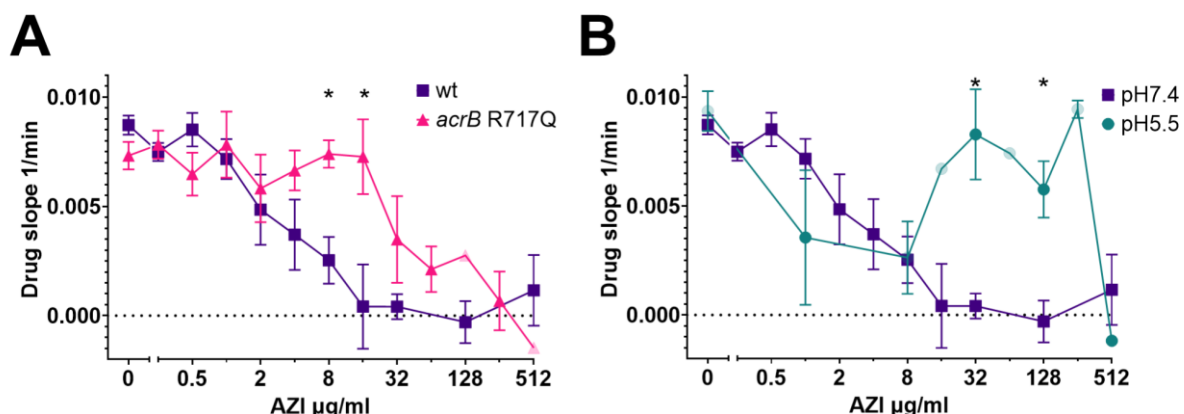 A
B
wt
acrB R717Q
* *
0.010
0.005
0.000
Drug slope 1/min
0 0.5 2 8 32 128 512
AZI µg/ml
pH7.4
pH5.5
* *
0.010
0.005
0.000
Drug slope 1/min
0 0.5 2 8 32 128 512
AZI µg/ml